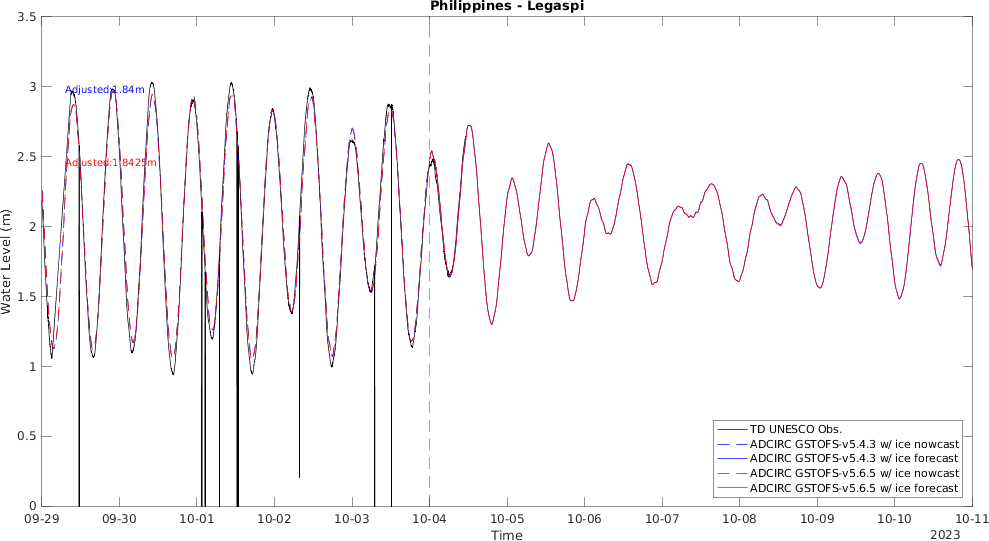 Philippines - Legaspi
3.5
3
2.5
2
1.5
1
0.5
0
Water Level (m)
Adjusted:1.84m
Adjusted:1.8425m
TD UNESCO Obs.
ADCIRC GSTOFS-v5.4.3 w/ ice nowcast
ADCIRC GSTOFS-v5.4.3 w/ ice forecast
ADCIRC GSTOFS-v5.6.5 w/ ice nowcast
ADCIRC GSTOFS-v5.6.5 w/ ice forecast
09-29 09-30 10-01 10-02 10-03 10-04 10-05 10-06 10-07 10-08 10-09 10-10 10-11
Time
2023